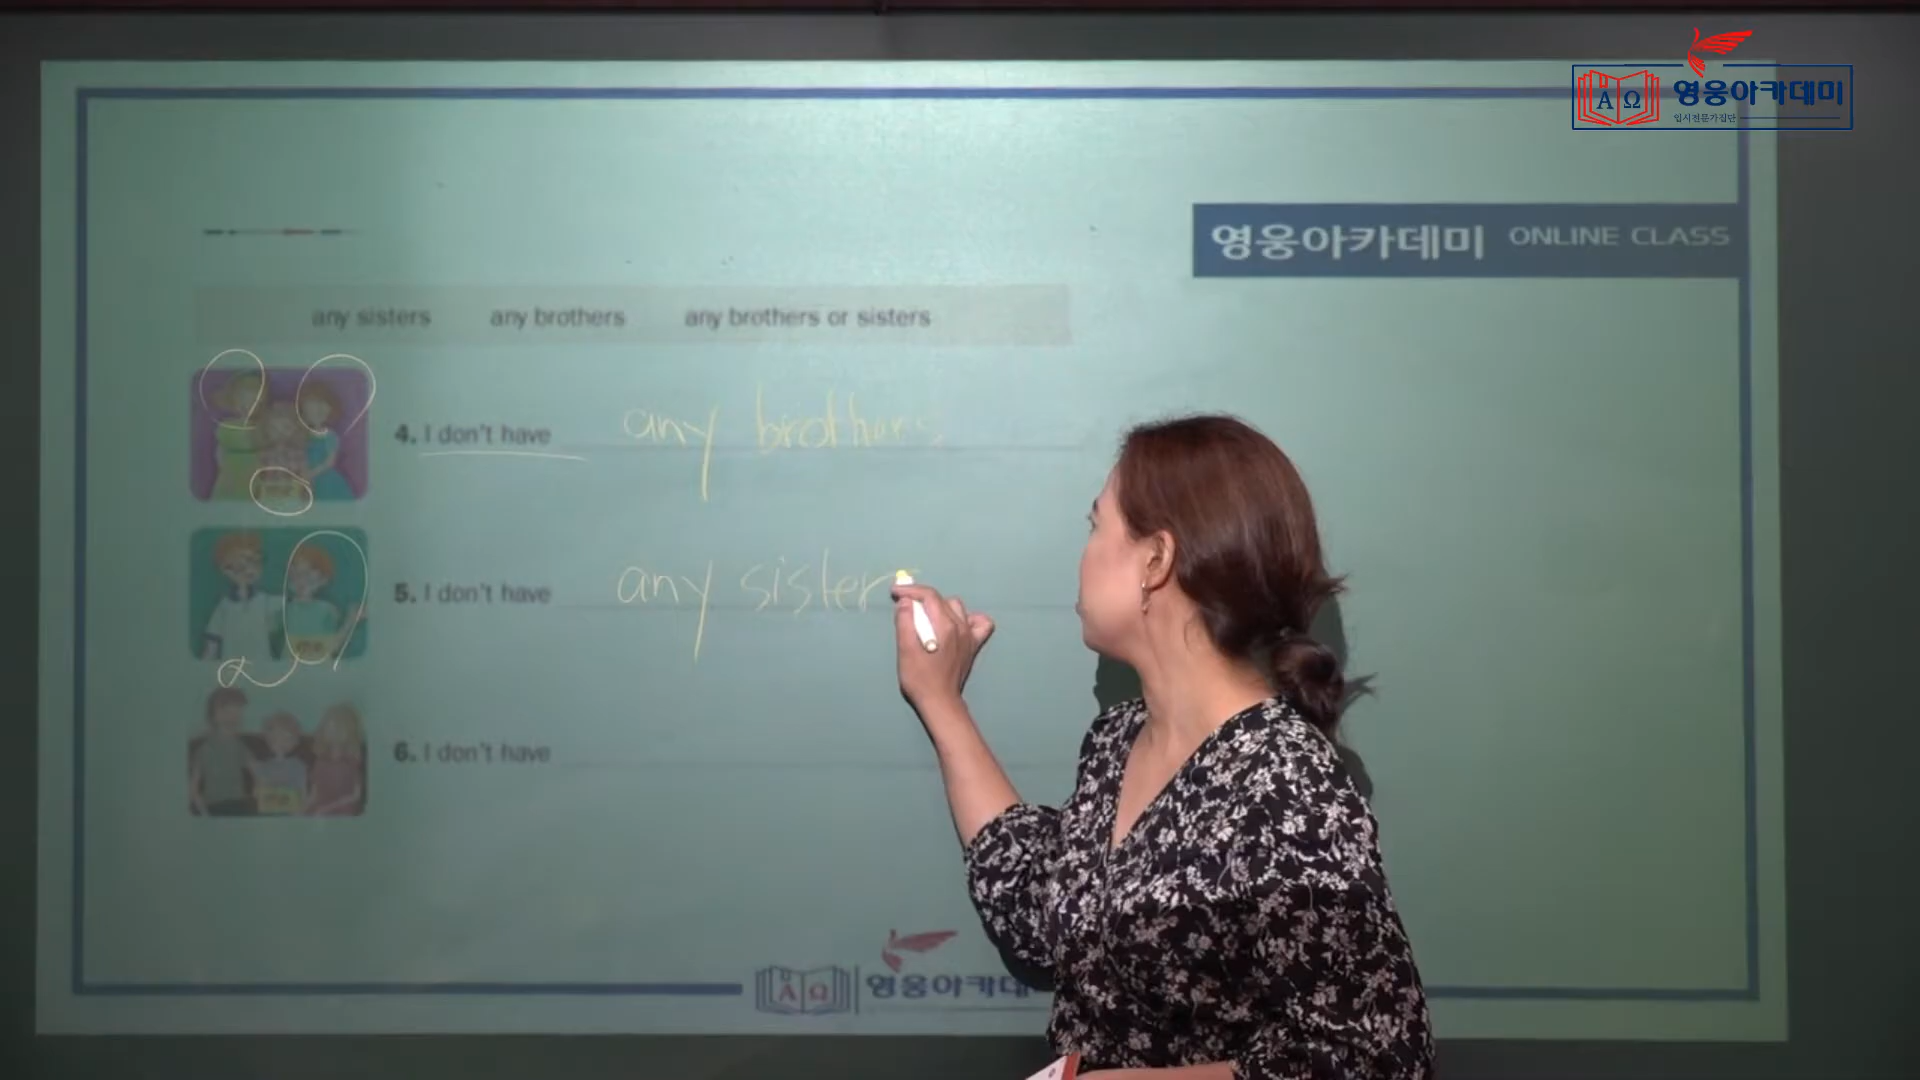 영웅아카데미
입시전문가집단
영웅아카데미 ONLINE CLASS
any sisters any brothers any brothers or sisters
4. I don't have any brothers
5. I don't have any sisters
6. I don't have
영웅아카데